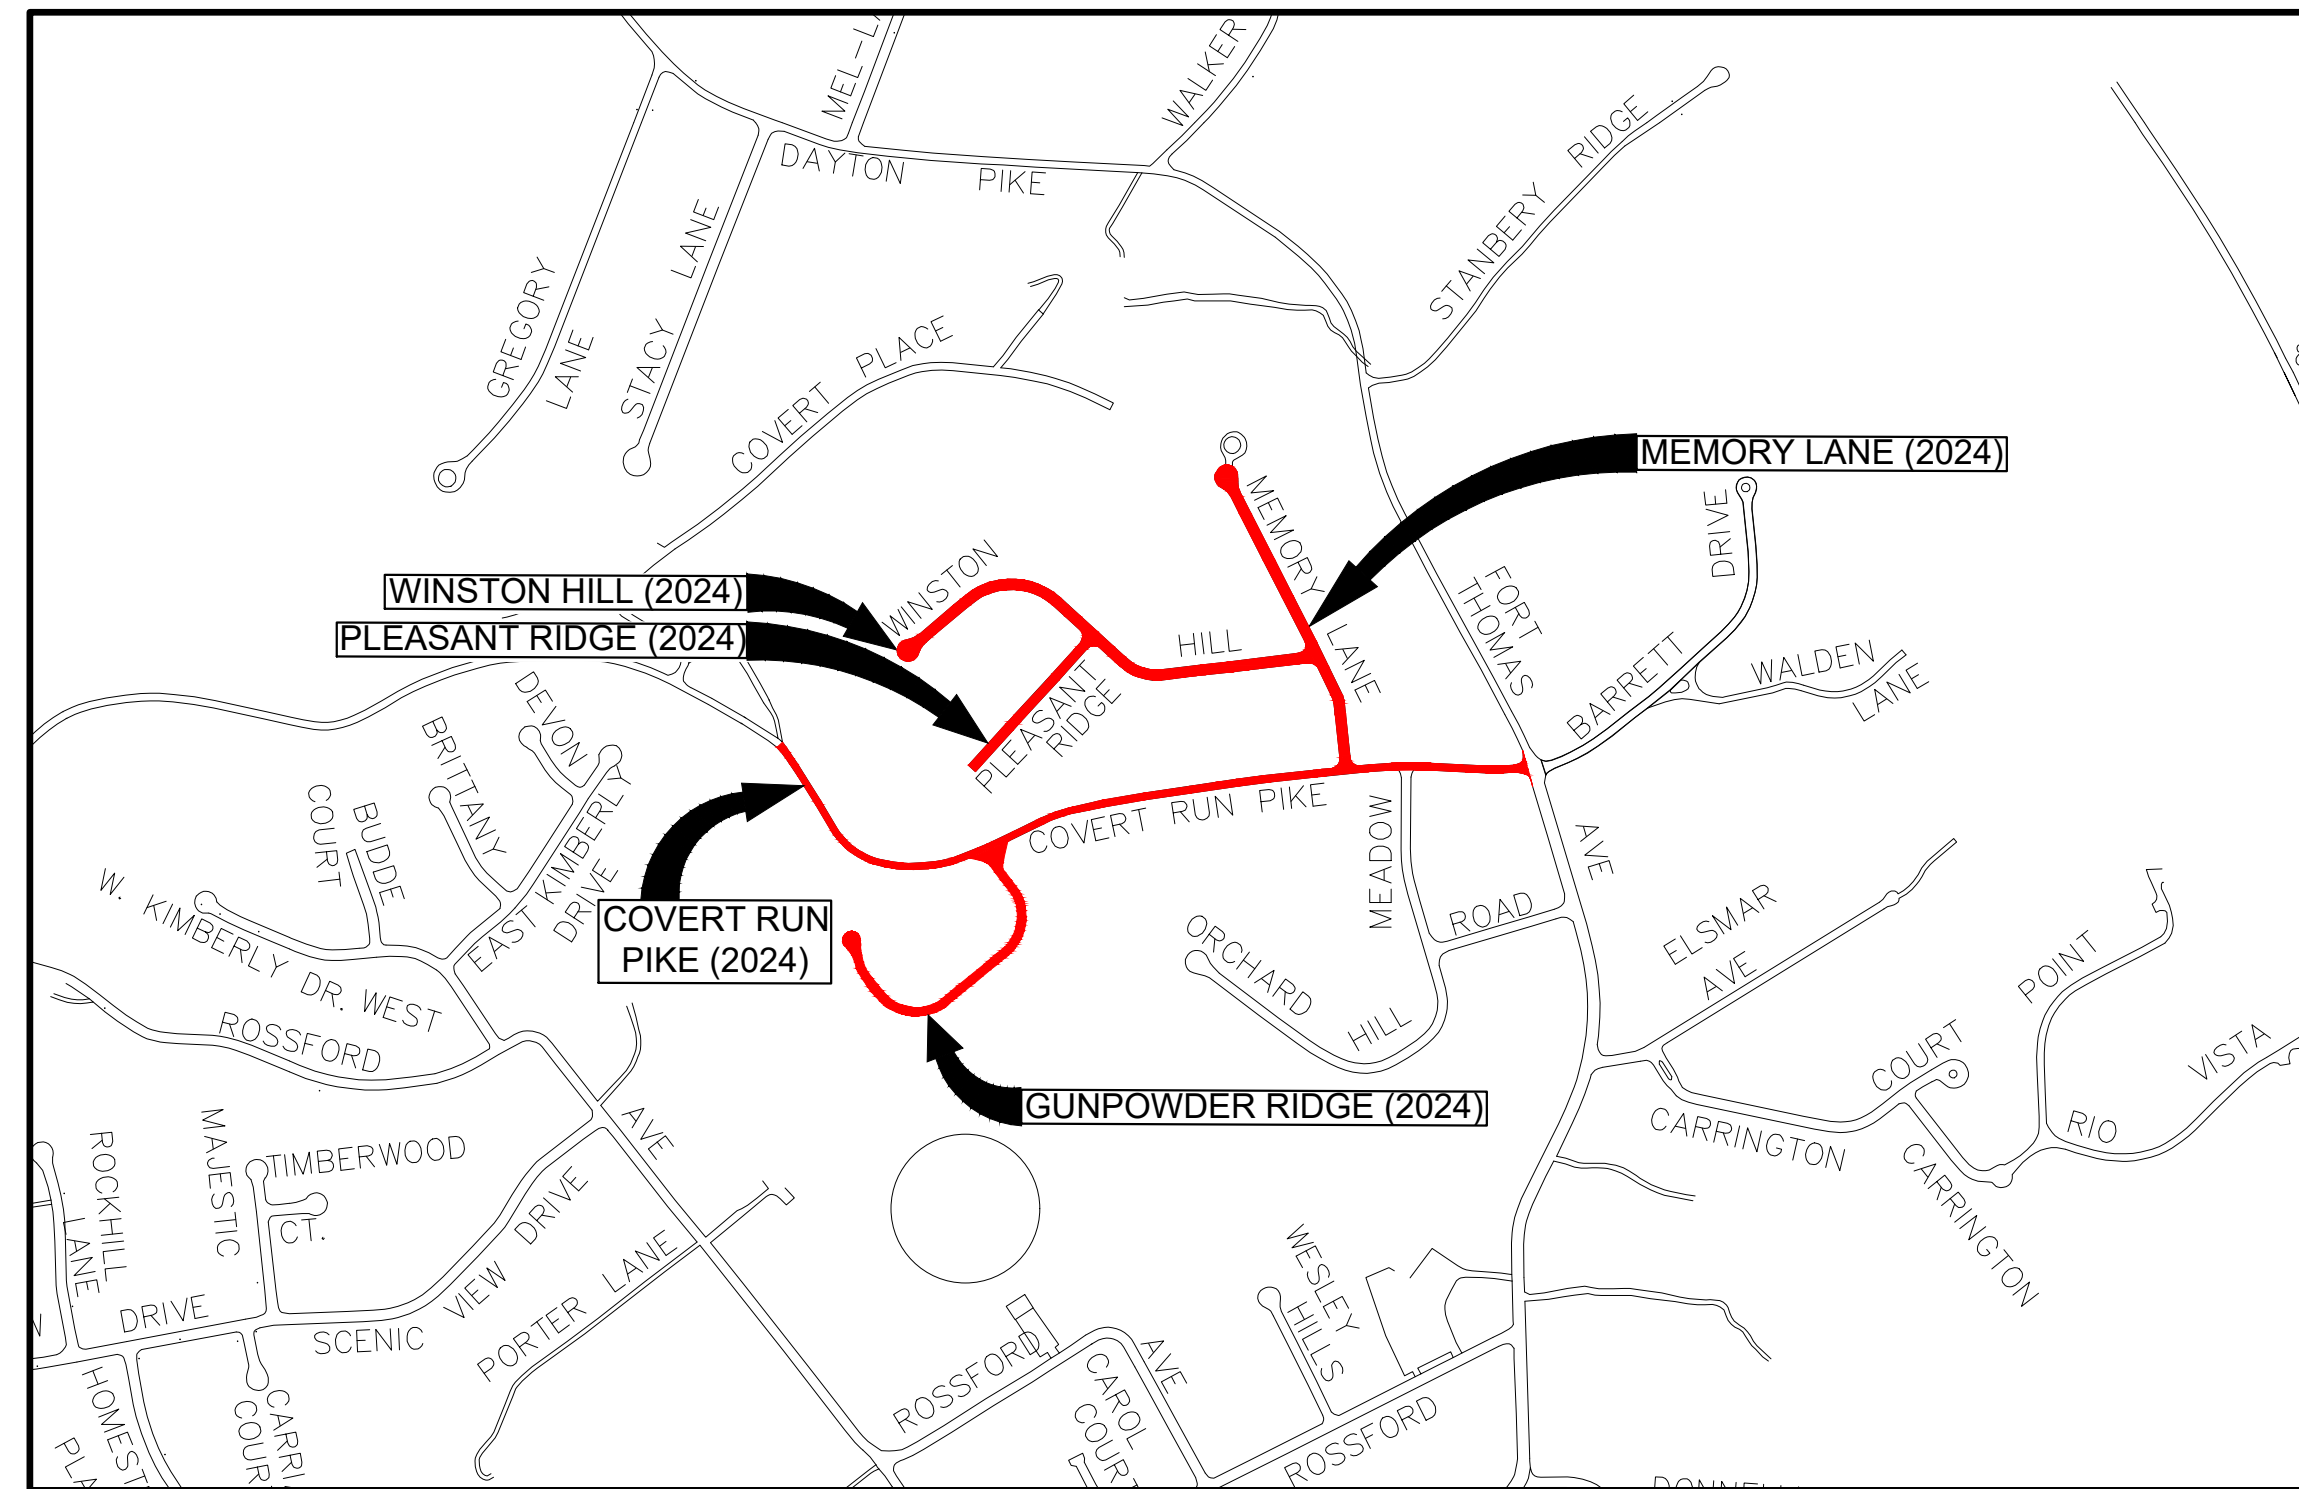 WALKER
DAYTON
PIKE
STANBERY RIDGE
GREGORY
LANE
STACY LANE
COVERT PLACE
MEMORY LANE (2024)
MEMORY
LANE
DRIVE
WINSTON
HILL
WINSTON HILL (2024)
PLEASANT RIDGE (2024)
FORT
THOMAS
AVE
BARRETT
WALDEN
LANE
DEVON
BRITTANY
BUDDE
COURT
PLEASANT
RIDGE
COVERT RUN PIKE
MEADOW
ROAD
EAST KIMBERLY
DRIVE
W. KIMBERLY DR. WEST
COVERT RUN
PIKE (2024)
ORCHARD
HILL
ELSMAR
AVE
POINT
ROSSFORD
AVE
COURT
VISTA
RIO
GUNPOWDER RIDGE (2024)
CARRINGTON
CARRINGTON
MAJESTIC
ROCKHILL
LANE
TIMBERWOOD
CT.
DRIVE
SCENIC
VIEW DRIVE
PORTER LANE
WESLEY
HILLS
ROSSFORD
AVE
CAROL
COURT
ROSSFORD